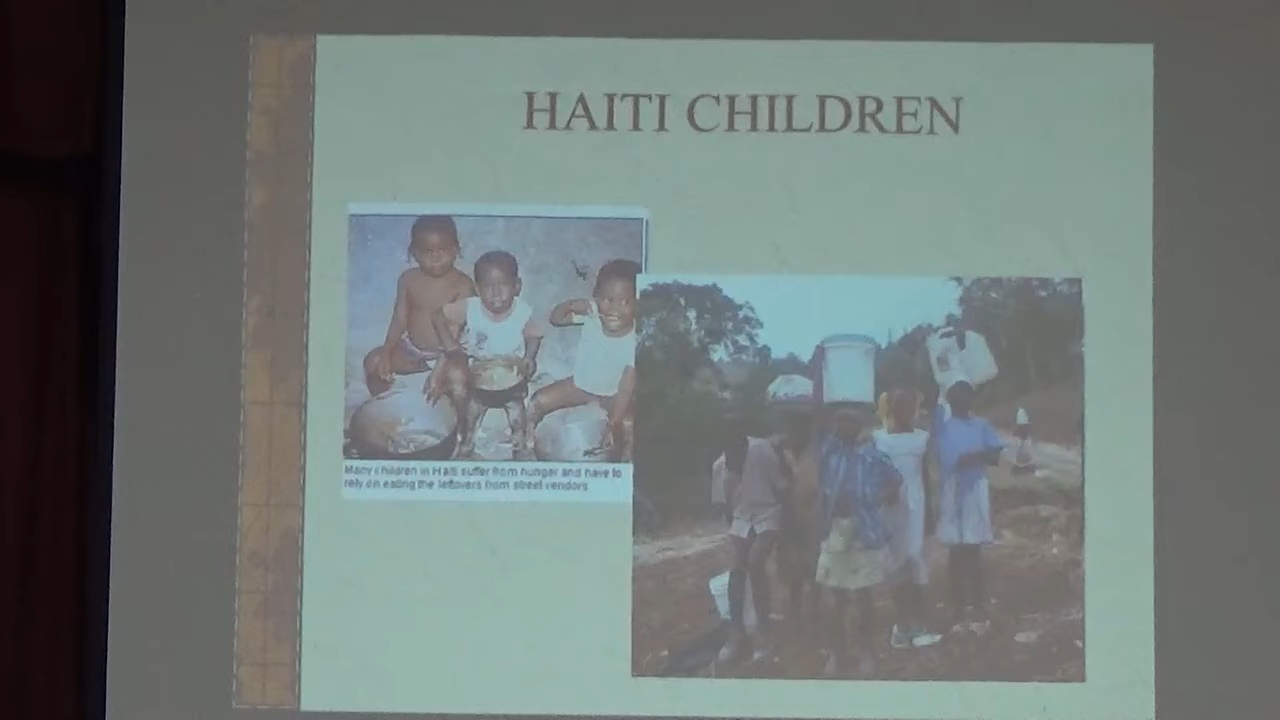 HAITI CHILDREN
Many children in Haiti suffer from hunger and have to
rely on eating the leftovers from street vendors